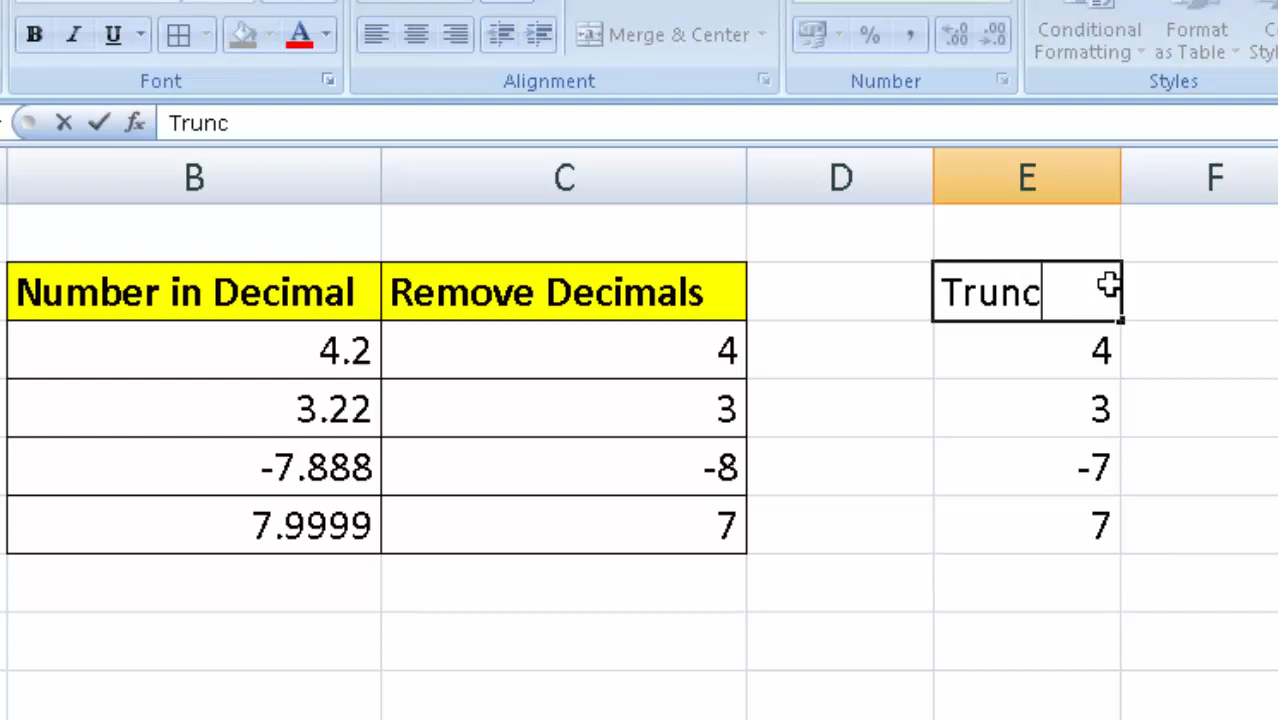 B I U A Merge & Center % , Conditional Format
Formatting as Table
Font Alignment Number Styles
fx Trunc
B C D E F
Number in Decimal Remove Decimals Trunc
4.2 4 4
3.22 3 3
-7.888 -8 -7
7.9999 7 7